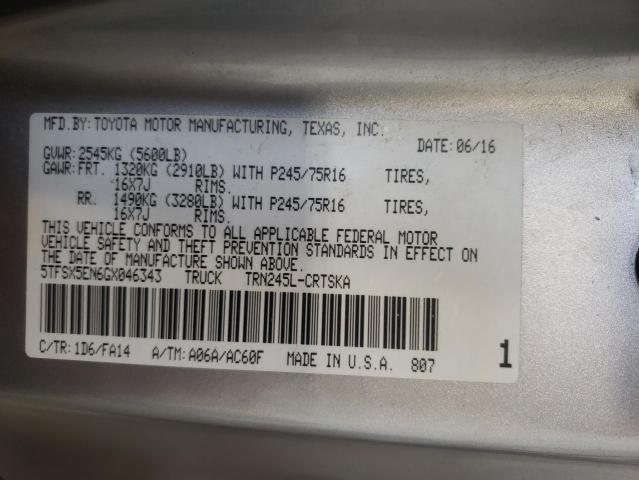 MFD.BY:TOYOTA MOTOR MANUFACTURING, TEXAS, INC.
DATE:06/16
GVWR:2545KG (5600LB)
GAWR:FRT. 1320KG (2910LB) WITH P245/75R16 TIRES,
16X7J RIMS.
RR. 1490KG (3280LB) WITH P245/75R16 TIRES,
16X7J RIMS.
THIS VEHICLE CONFORMS TO ALL APPLICABLE FEDERAL MOTOR
VEHICLE SAFETY AND THEFT PREVENTION STANDARDS IN EFFECT ON
THE DATE OF MANUFACTURE SHOWN ABOVE.
5TFSX5EN6GX046343 TRUCK TRN245L-CRTSKA
C/TR:1D6/FA14 A/TM:A06A/AC60F MADE IN U.S.A. 807 1